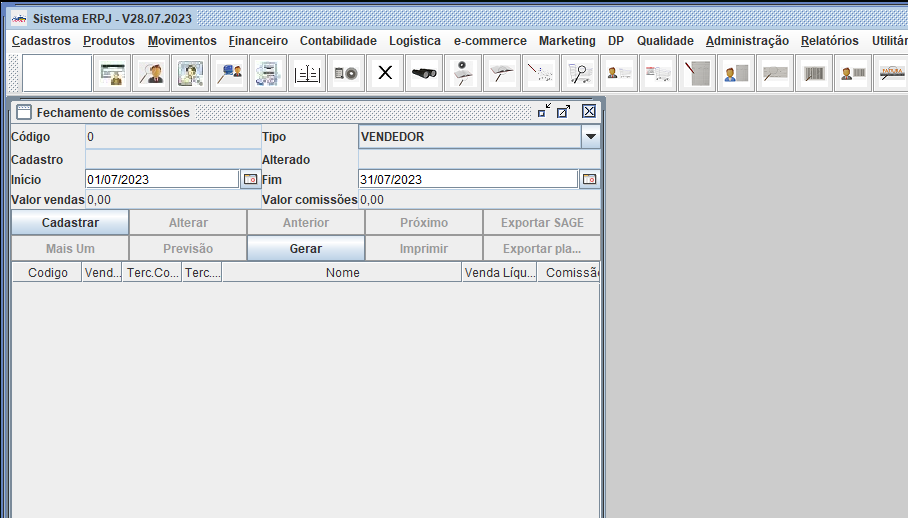 Sistema ERPJ - V28.07.2023
Cadastros Produtos Movimentos Financeiro Contabilidade Logística e-commerce Marketing DP Qualidade Administração Relatórios Utilitár
Fechamento de comissões
Código 0 Tipo VENDEDOR
Cadastro Alterado
Início 01/07/2023 Fim 31/07/2023
Valor vendas 0,00 Valor comissões 0,00
Cadastrar Alterar Anterior Próximo Exportar SAGE
Mais Um Previsão Gerar Imprimir Exportar pla...
Codigo Vend... Terc.Co... Terc.... Nome Venda Líqu... Comissão